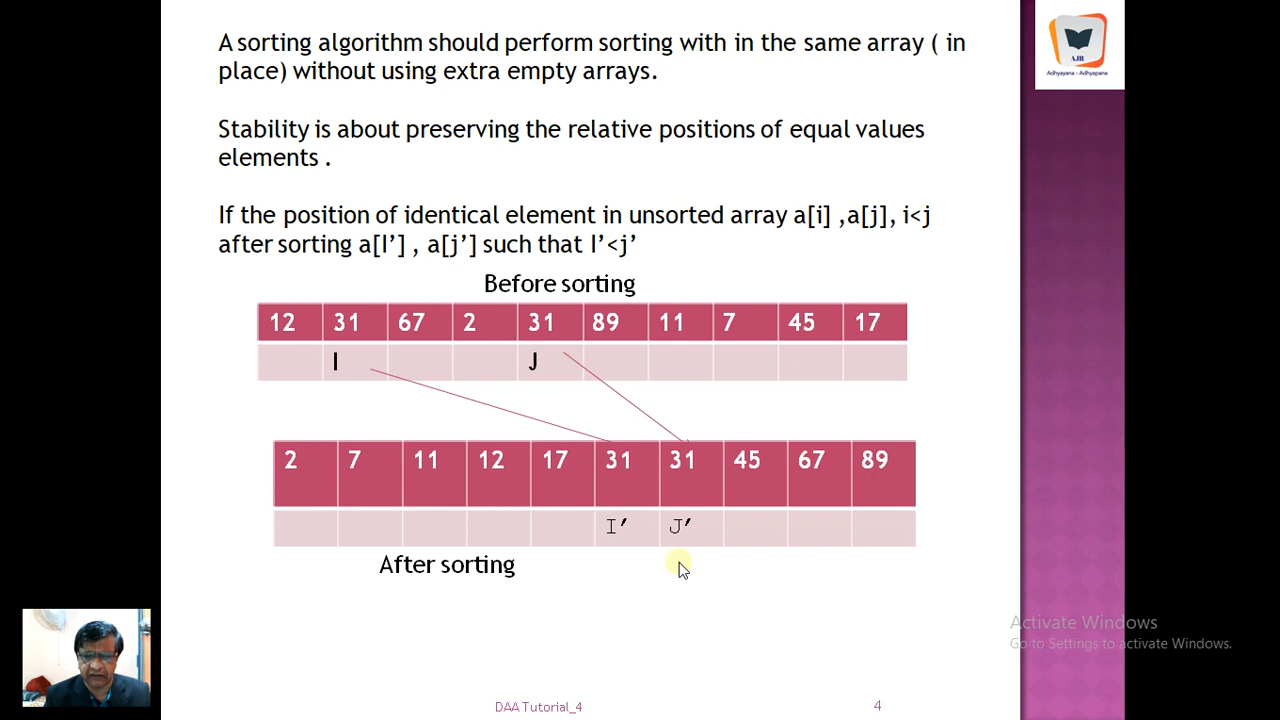 A sorting algorithm should perform sorting with in the same array ( in
place) without using extra empty arrays.
Stability is about preserving the relative positions of equal values
elements .
If the position of identical element in unsorted array a[i] ,a[j], i<j
after sorting a[I’] , a[j’] such that I’<j’
Before sorting
12 31 67 2 31 89 11 7 45 17
I J
2 7 11 12 17 31 31 45 67 89
I’ J’
After sorting
DAA Tutorial_4
4
AJR
Adhyayana - Adhyapana
Activate Windows
Go to Settings to activate Windows.